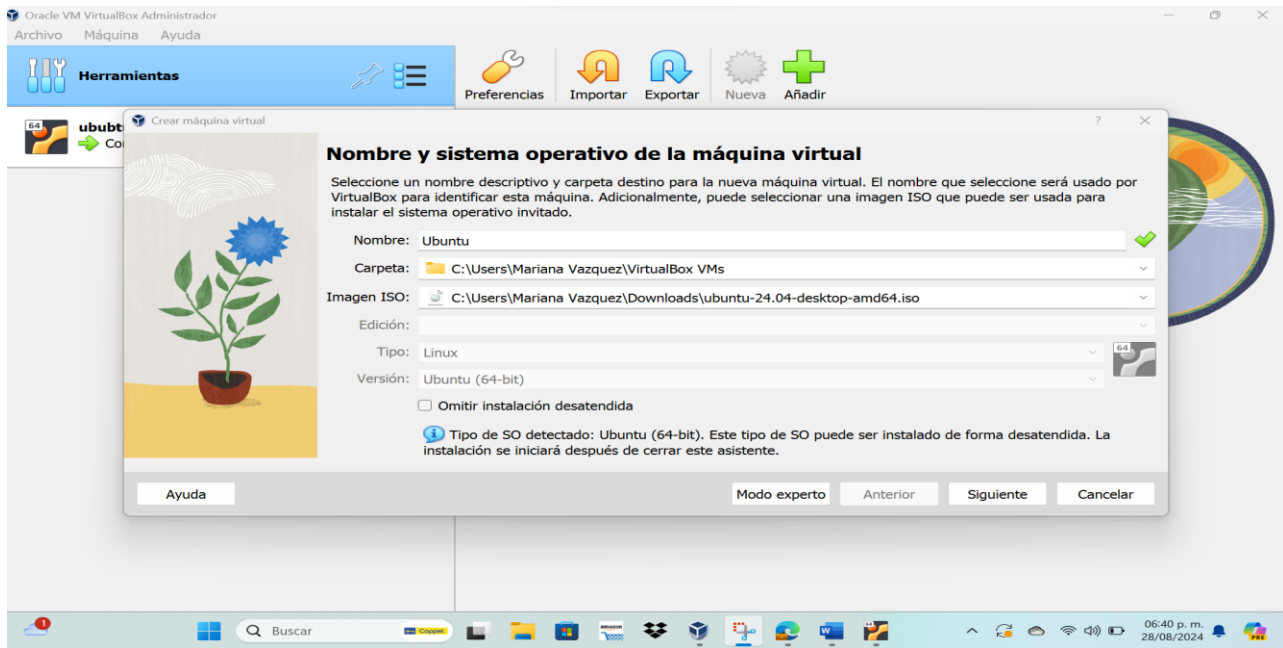 Oracle VM VirtualBox Administrador
Archivo Máquina Ayuda
Herramientas
Preferencias Importar Exportar Nueva Añadir
64
Crear máquina virtual
?
Nombre y sistema operativo de la máquina virtual
Seleccione un nombre descriptivo y carpeta destino para la nueva máquina virtual. El nombre que seleccione será usado por
VirtualBox para identificar esta máquina. Adicionalmente, puede seleccionar una imagen ISO que puede ser usada para
instalar el sistema operativo invitado.
Nombre: Ubuntu
Carpeta: C:\Users\Mariana Vazquez\VirtualBox VMs
Imagen ISO: C:\Users\Mariana Vazquez\Downloads\ubuntu-24.04-desktop-amd64.iso
Edición:
Tipo: Linux
64
Versión: Ubuntu (64-bit)
Omitir instalación desatendida
Tipo de SO detectado: Ubuntu (64-bit). Este tipo de SO puede ser instalado de forma desatendida. La
instalación se iniciará después de cerrar este asistente.
Ayuda Modo experto Anterior Siguiente Cancelar
1
Buscar
Coppel
amazon
06:40 p. m.
28/08/2024
PRE